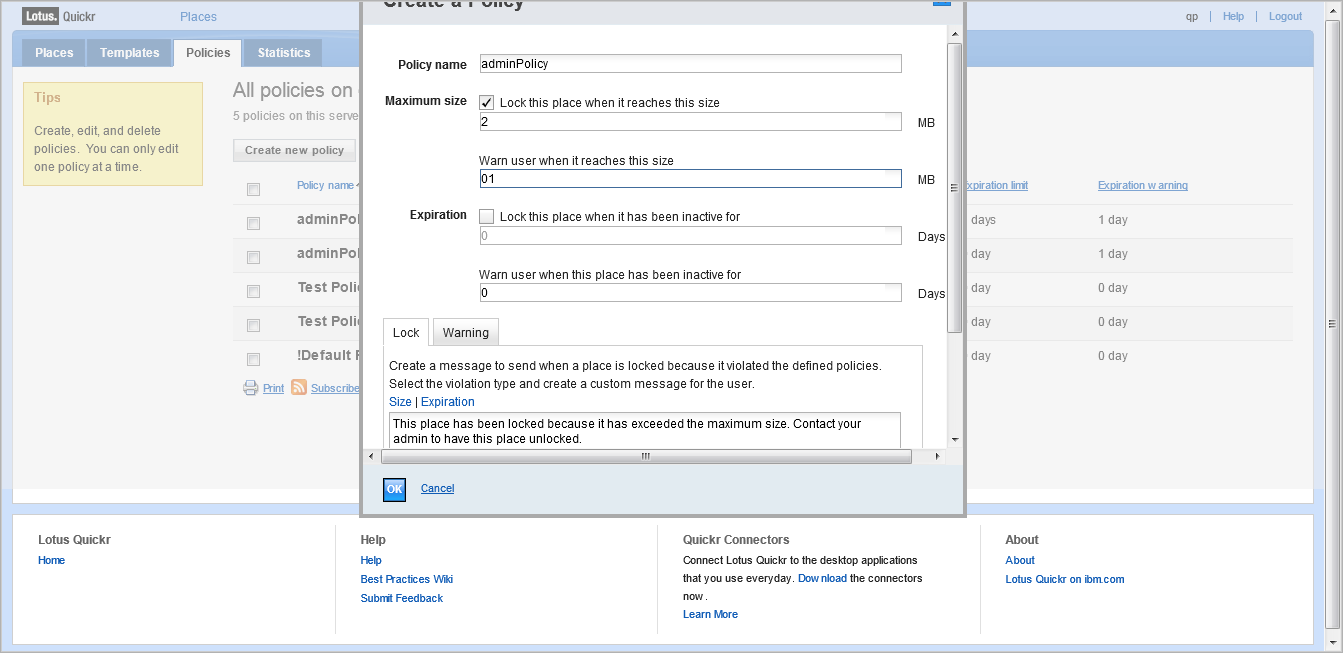 Lotus. Quickr
Places
qp | Help | Logout
Create a Policy
Places
Templates
Policies
Statistics
Tips
Create, edit, and delete
policies. You can only edit
one policy at a time.
All policies on
5 policies on this serve
Create new policy
Policy name
Expiration limit
Expiration warning
adminPol
days
1 day
adminPol
day
1 day
Test Polic
day
0 day
Test Polic
day
0 day
!Default P
day
0 day
Print
Subscribe
Policy name
adminPolicy
Maximum size
Lock this place when it reaches this size
2
MB
Warn user when it reaches this size
01
MB
Expiration
Lock this place when it has been inactive for
0
Days
Warn user when this place has been inactive for
0
Days
Lock
Warning
Create a message to send when a place is locked because it violated the defined policies.
Select the violation type and create a custom message for the user.
Size | Expiration
This place has been locked because it has exceeded the maximum size. Contact your
admin to have this place unlocked.
OK
Cancel
Lotus Quickr
Home
Help
Help
Best Practices Wiki
Submit Feedback
Quickr Connectors
Connect Lotus Quickr to the desktop applications
that you use everyday. Download the connectors
now.
Learn More
About
About
Lotus Quickr on ibm.com